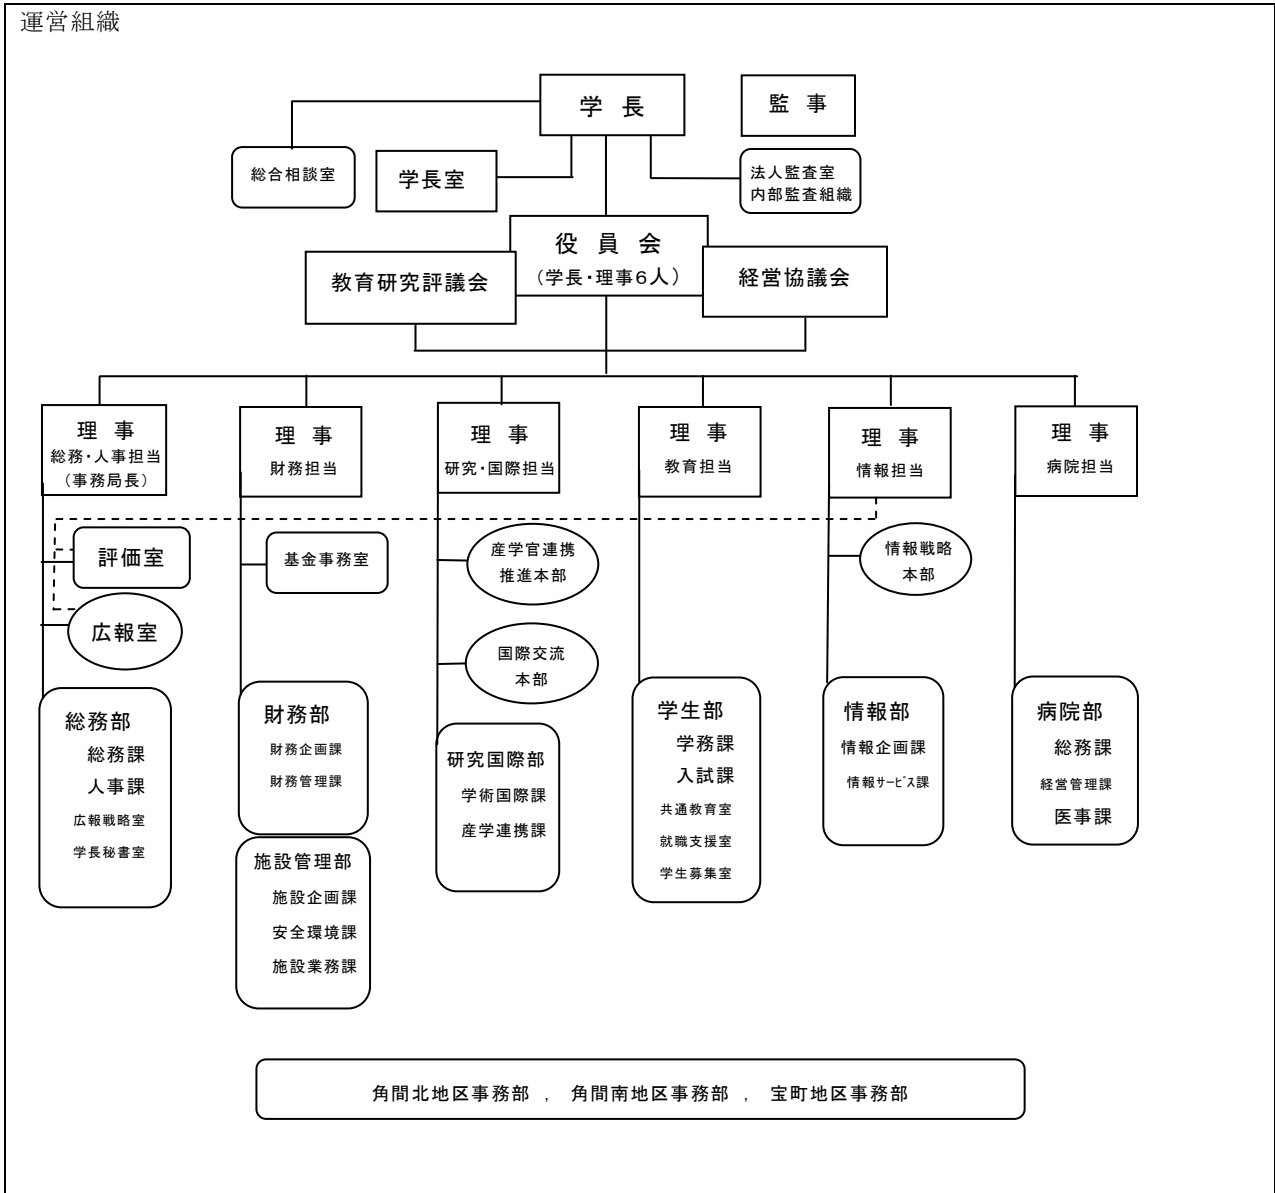 運営組織
学 長
監 事
総合相談室
学長室
法人監査室
内部監査組織
役 員 会
（学長・理事６人）
教育研究評議会
経営協議会
理 事
総務・人事担当
（事務局長）
理 事
財務担当
理 事
研究・国際担当
理 事
教育担当
理 事
情報担当
理 事
病院担当
評価室
広報室
基金事務室
産学官連携
推進本部
国際交流
本部
情報戦略
本部
総務部
総務課
人事課
広報戦略室
学長秘書室
財務部
財務企画課
財務管理課
施設管理部
施設企画課
安全環境課
施設業務課
研究国際部
学術国際課
産学連携課
学生部
学務課
入試課
共通教育室
就職支援室
学生募集室
情報部
情報企画課
情報ｻｰﾋﾞｽ課
病院部
総務課
経営管理課
医事課
角間北地区事務部 ， 角間南地区事務部 ， 宝町地区事務部